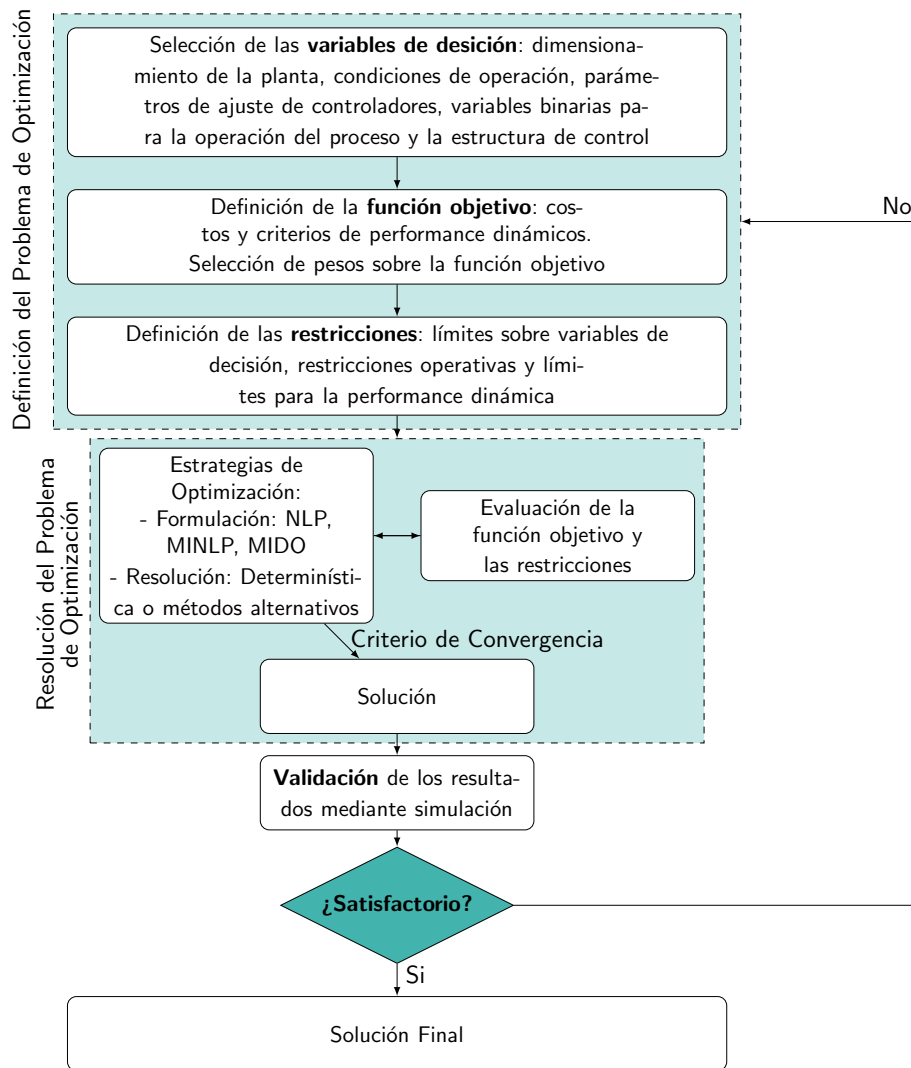 Definición del Problema de Optimización
Selección de las variables de desición: dimensiona-
miento de la planta, condiciones de operación, paráme-
tros de ajuste de controladores, variables binarias pa-
ra la operación del proceso y la estructura de control
Definición de la función objetivo: cos-
tos y criterios de performance dinámicos.
Selección de pesos sobre la función objetivo
No
Definición de las restricciones: límites sobre variables de
decisión, restricciones operativas y lími-
tes para la performance dinámica
Resolución del Problema
de Optimización
Estrategias de
Optimización:
- Formulación: NLP,
MINLP, MIDO
- Resolución: Determinísti-
ca o métodos alternativos
Evaluación de la
función objetivo y
las restricciones
Criterio de Convergencia
Solución
Validación de los resulta-
dos mediante simulación
¿Satisfactorio?
Si
Solución Final